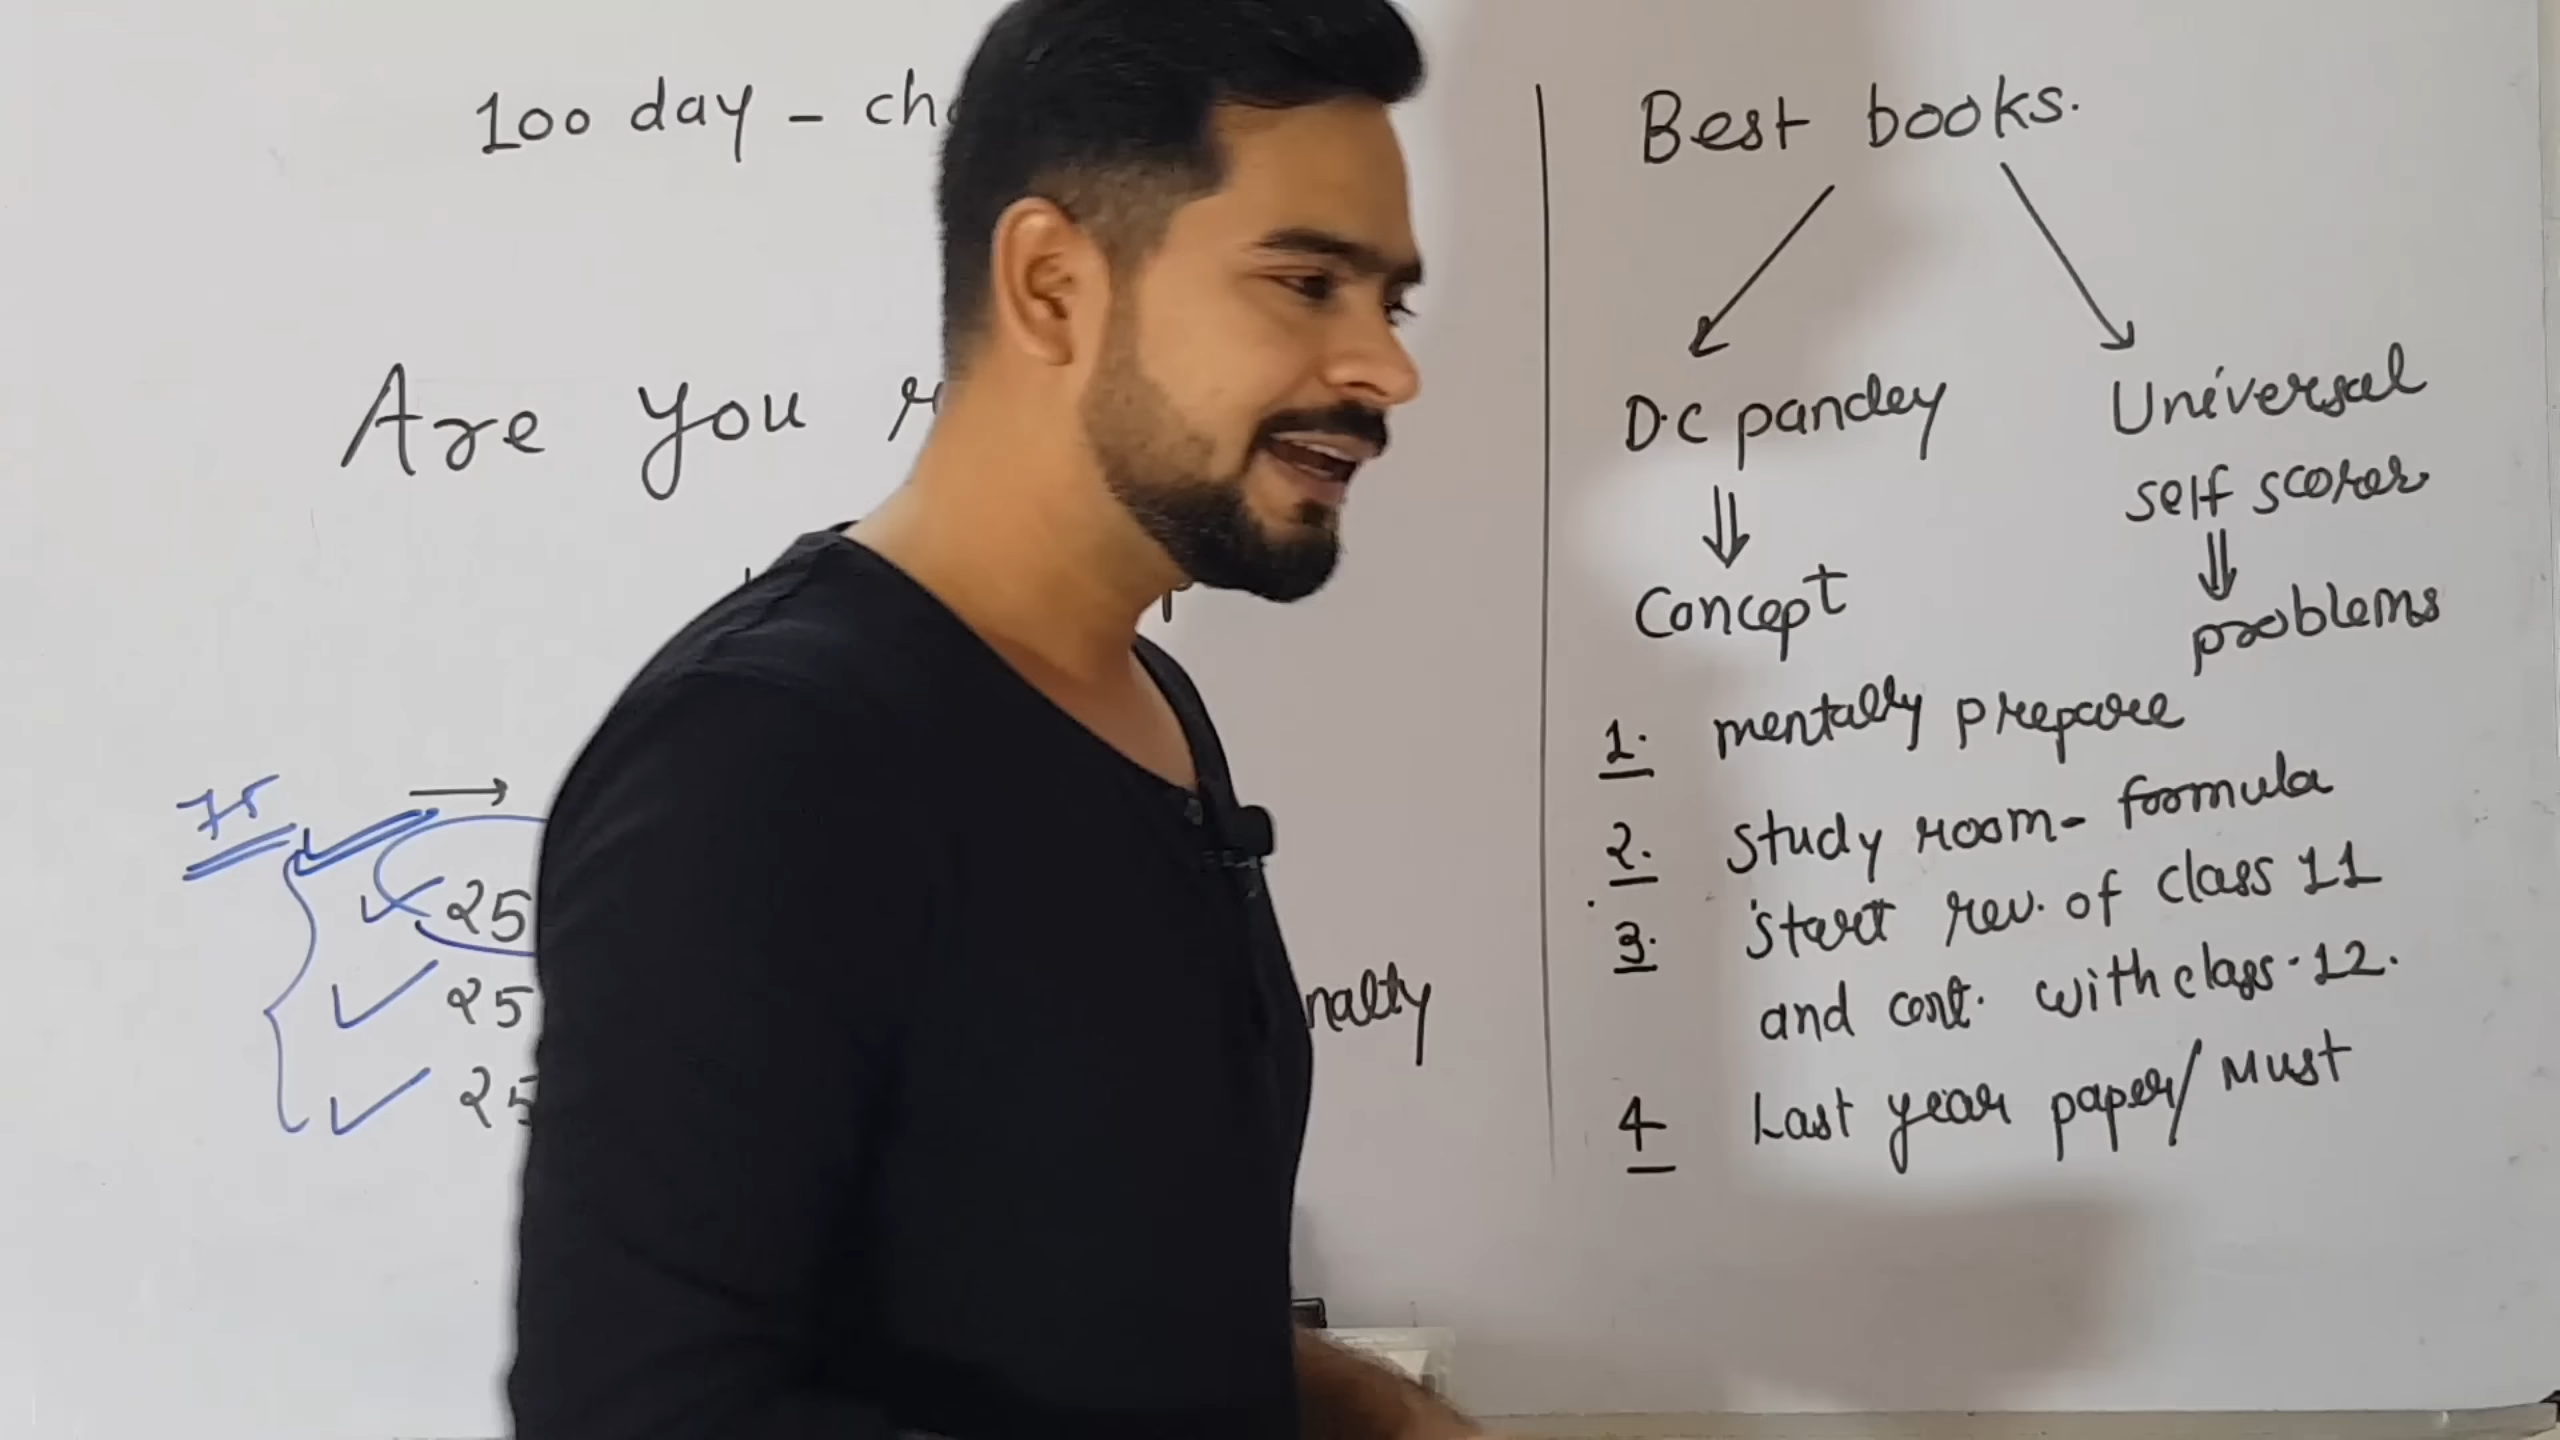 100 day -
Are you
75
25
25
25
Best books.
D.C pandey
Concept
Universal
self scorer
problems
1. mentally prepare
2. study room - formula
3. start rev. of class 11
and cont. with class.12.
4 Last year paper/ Must